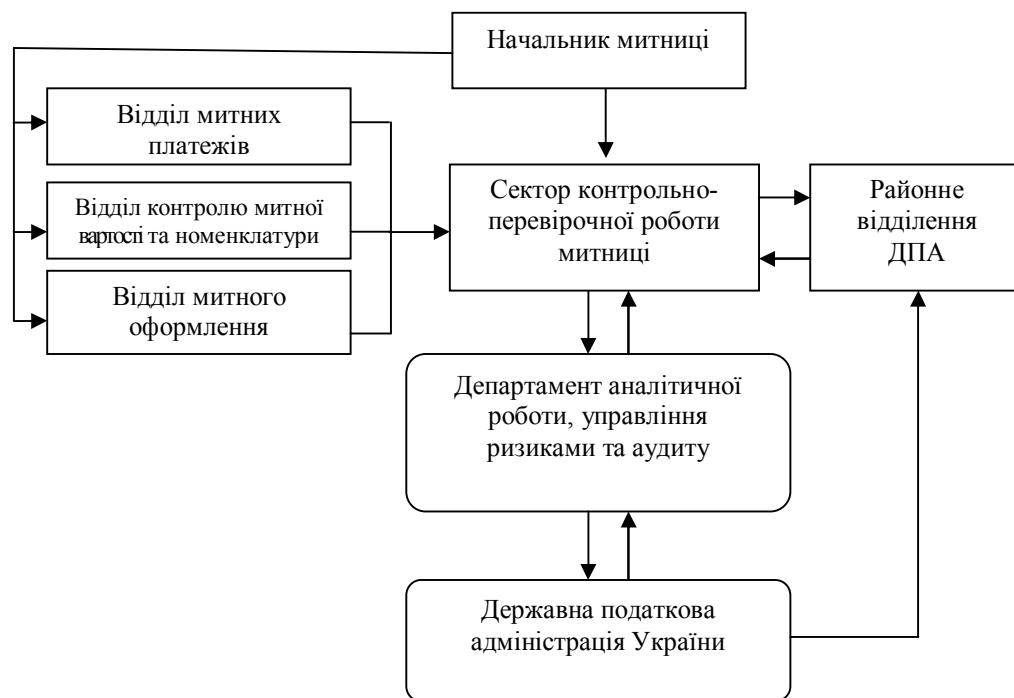 Начальник митниці
Відділ митних
платежів
Відділ контролю митної
вартості та номенклатури
Відділ митного
оформлення
Сектор контрольно-
перевірочної роботи
митниці
Районне
відділення
ДПА
Департамент аналітичної
роботи, управління
ризиками та аудиту
Державна податкова
адміністрація України